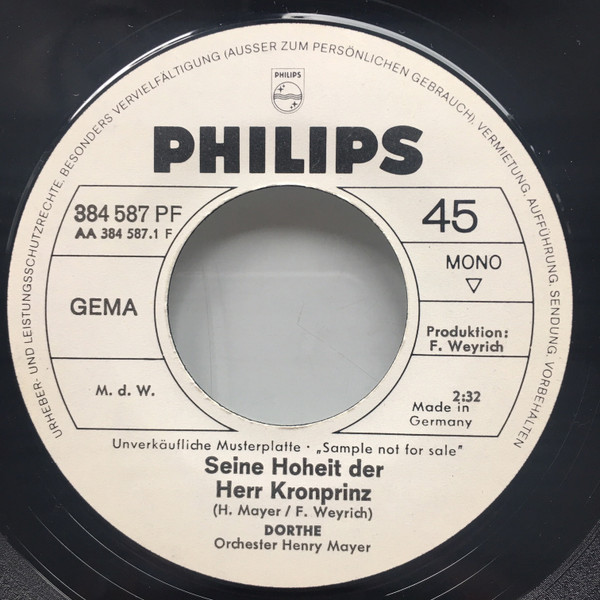 URHEBER- UND LEISTUNGSSCHUTZRECHTE, BESONDERS VERVIELFÄLTIGUNG (AUSSER ZUM PERSÖNLICHEN GEBRAUCH), VERMIETUNG, AUFFÜHRUNG, SENDUNG, VORBEHALTEN
PHILIPS
PHILIPS
384 587 PF
AA 384 587.1 F
45
MONO
GEMA
Produktion:
F. Weyrich
M. d. W.
2:32
Made in
Germany
Unverkäufliche Musterplatte · „Sample not for sale"
Seine Hoheit der
Herr Kronprinz
(H. Mayer / F. Weyrich)
DORTHE
Orchester Henry Mayer